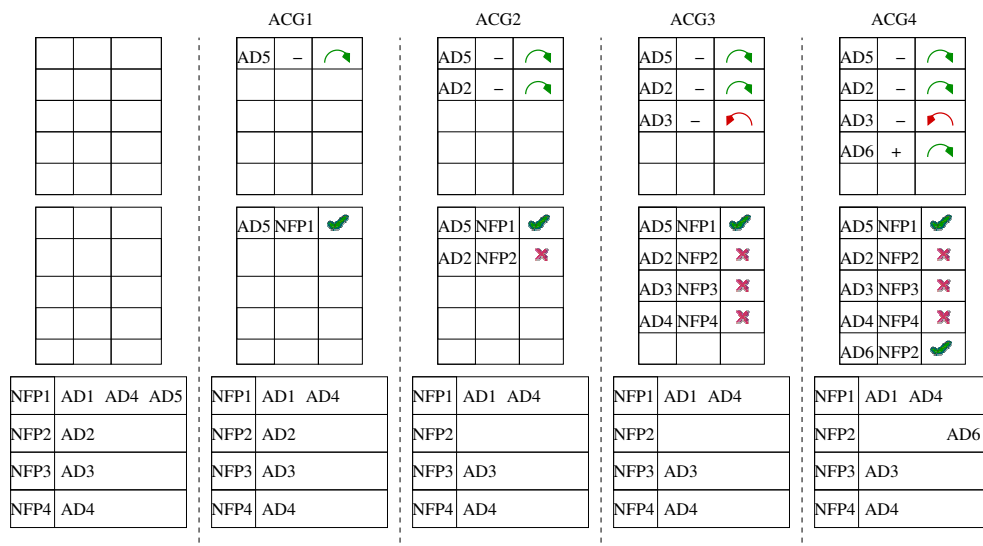 ACG1 ACG2 ACG3 ACG4
AD5 – AD5 – AD5 – AD5 –
AD2 – AD2 – AD2 –
AD3 – AD3 –
AD6 +
AD5 NFP1 AD5 NFP1 AD5 NFP1 AD5 NFP1
AD2 NFP2 AD2 NFP2 AD2 NFP2
AD3 NFP3 AD3 NFP3
AD4 NFP4 AD4 NFP4
AD6 NFP2
NFP1 AD1 AD4 AD5 NFP1 AD1 AD4 NFP1 AD1 AD4 NFP1 AD1 AD4 NFP1 AD1 AD4
NFP2 AD2 NFP2 AD2 NFP2 NFP2 NFP2 AD6
NFP3 AD3 NFP3 AD3 NFP3 AD3 NFP3 AD3 NFP3 AD3
NFP4 AD4 NFP4 AD4 NFP4 AD4 NFP4 AD4 NFP4 AD4